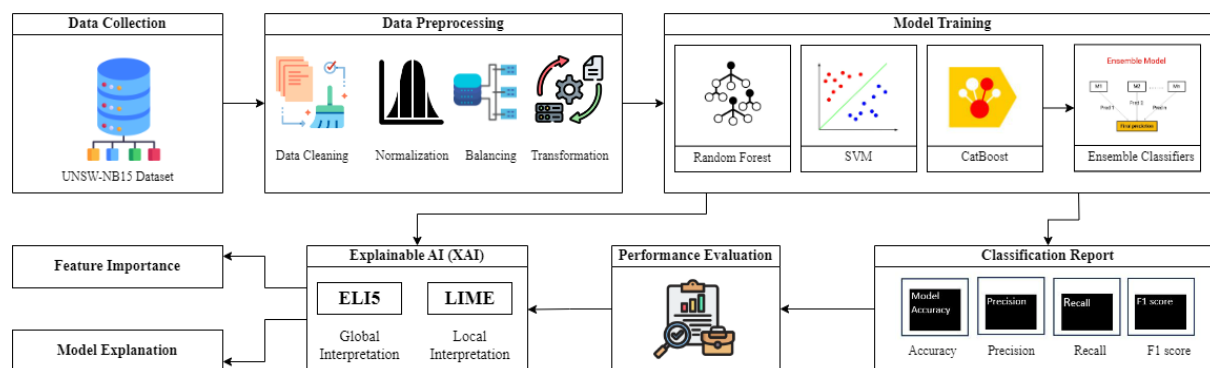 Data Collection
UNSW-NB15 Dataset
Data Preprocessing
Data Cleaning
Normalization
Balancing
Transformation
Model Training
Random Forest
SVM
CatBoost
Ensemble Model
M1
M2
Pred 1
Final prediction
Ensemble Classifiers
Feature Importance
Model Explanation
Explainable AI (XAI)
ELI5
LIME
Global
Interpretation
Local
Interpretation
Performance Evaluation
Classification Report
Model
Accuracy
Precision
Recall
F1 score
Accuracy
Precision
Recall
F1 score